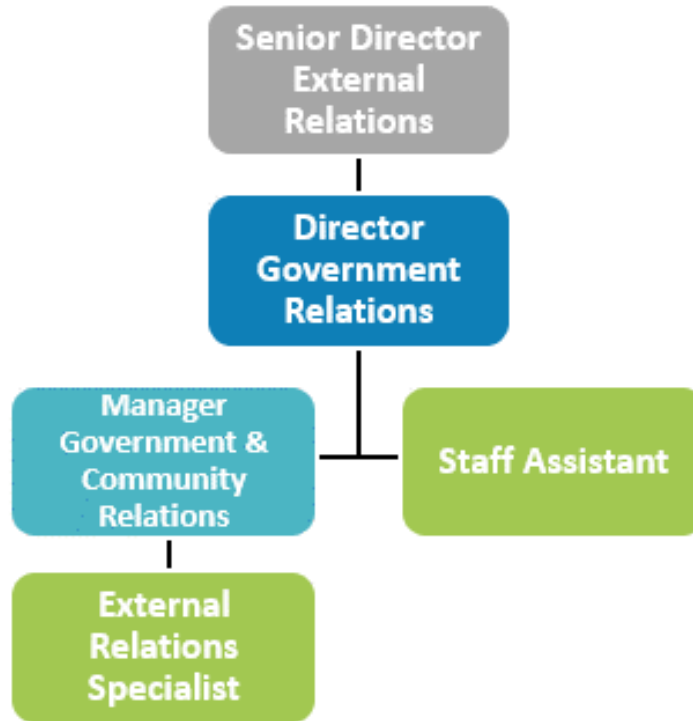 Senior Director
External
Relations
Director
Government
Relations
Manager
Government &
Community
Relations
Staff Assistant
External
Relations
Specialist